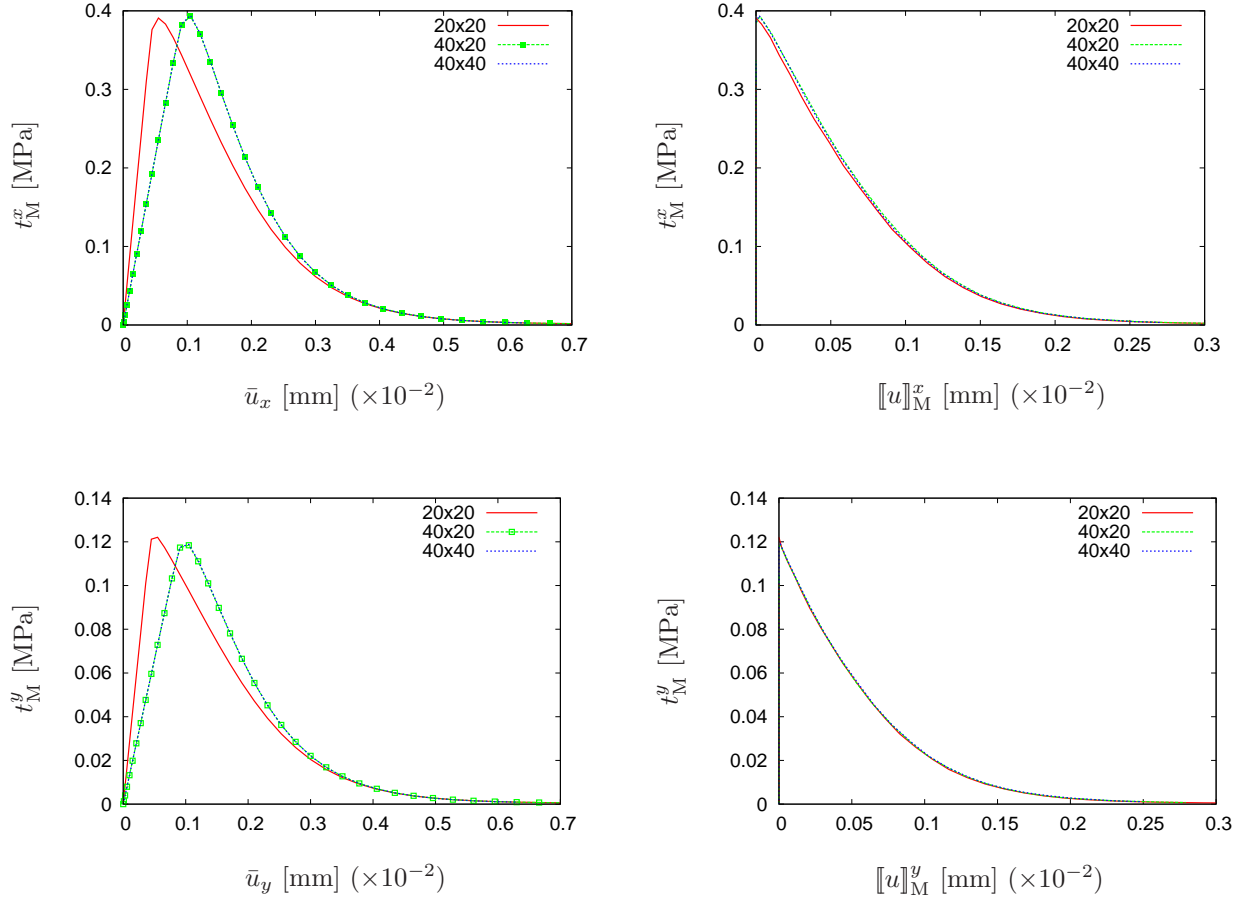 0.4
0.3
0.2
0.1
0
0 0.1 0.2 0.3 0.4 0.5 0.6 0.7
t_M^x [MPa]
ū_x [mm] (×10⁻²)
20x20
40x20
40x40
0.4
0.3
0.2
0.1
0
0 0.05 0.1 0.15 0.2 0.25 0.3
t_M^x [MPa]
⟦u⟧_M^x [mm] (×10⁻²)
20x20
40x20
40x40
0.14
0.12
0.1
0.08
0.06
0.04
0.02
0
0 0.1 0.2 0.3 0.4 0.5 0.6 0.7
t_M^y [MPa]
ū_y [mm] (×10⁻²)
20x20
40x20
40x40
0.14
0.12
0.1
0.08
0.06
0.04
0.02
0
0 0.05 0.1 0.15 0.2 0.25 0.3
t_M^y [MPa]
⟦u⟧_M^y [mm] (×10⁻²)
20x20
40x20
40x40